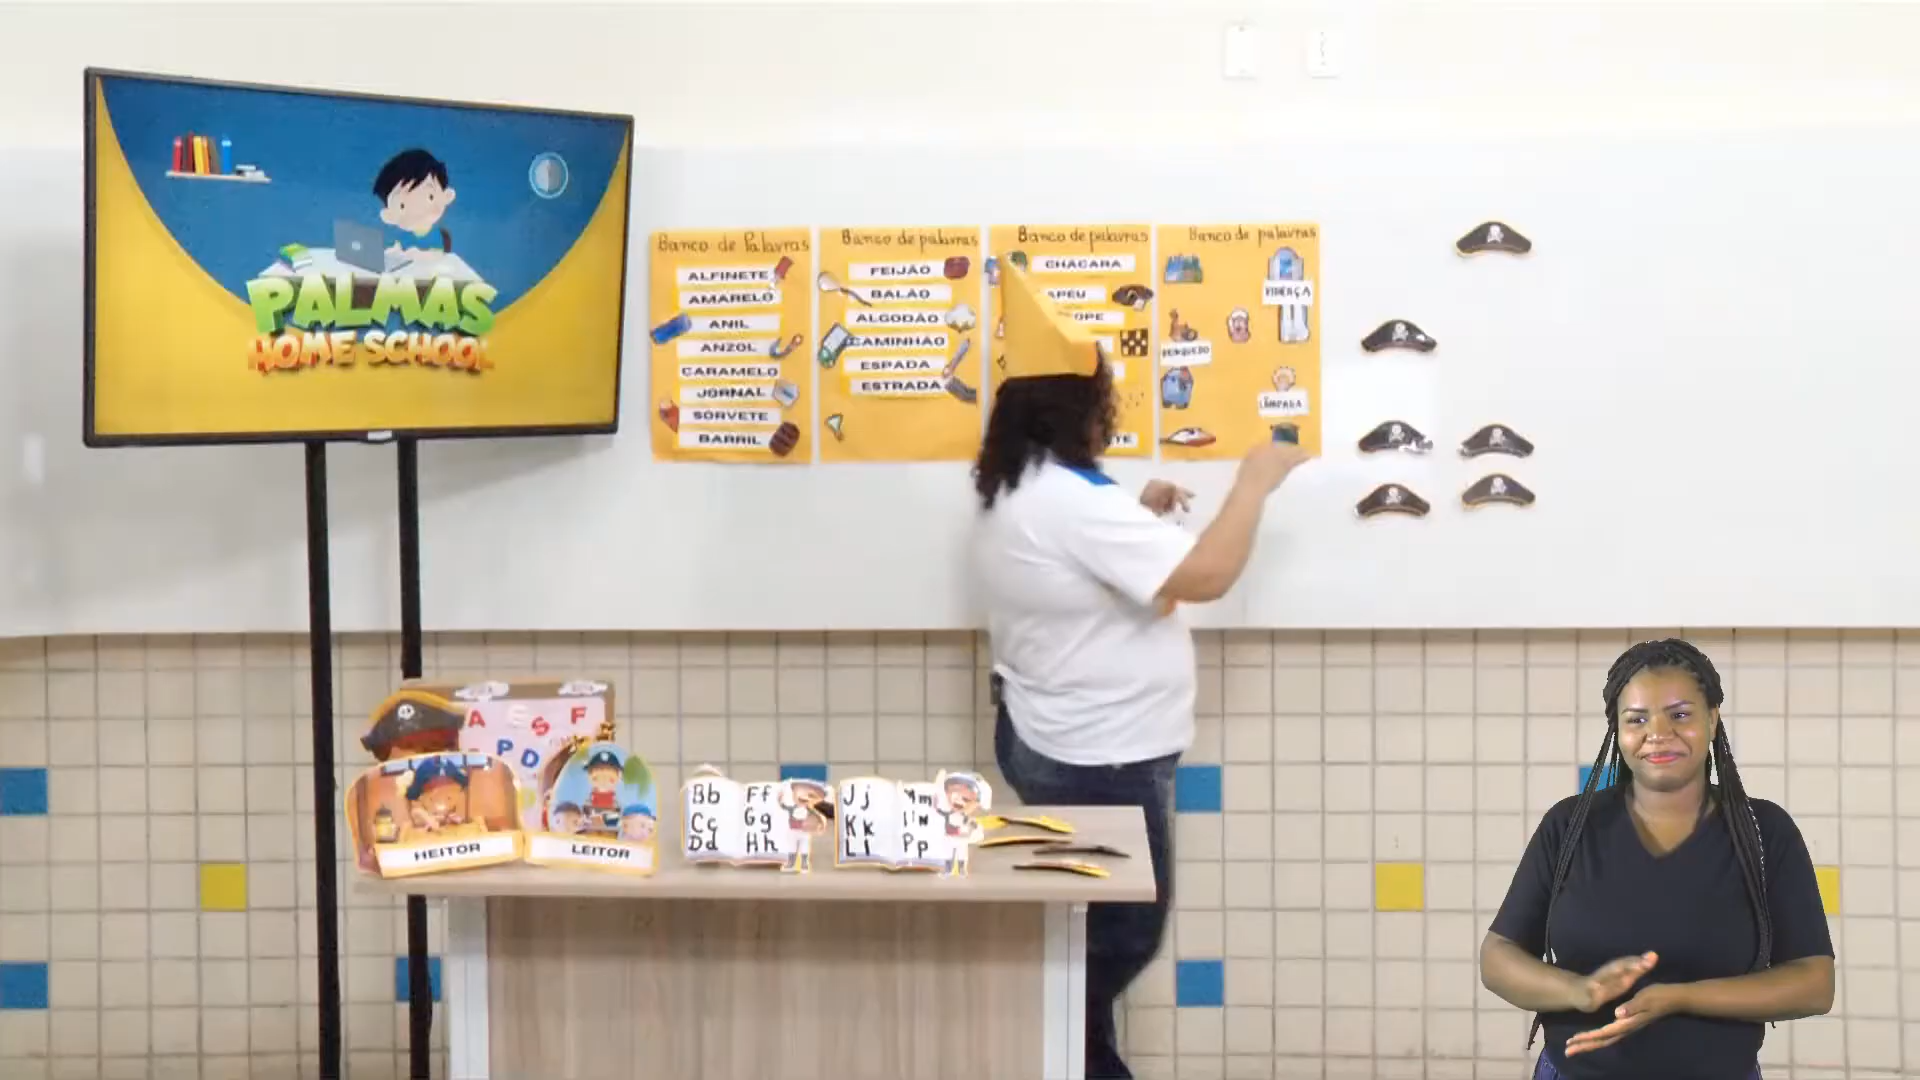 PALMAS
HOME SCHOOL
Banco de Palavras
ALFINETE
AMARELO
ANIL
ANZOL
CARAMELO
JORNAL
SORVETE
BARRIL
Banco de palavras
FEIJÃO
BALÃO
ALGODÃO
CAMINHÃO
ESPADA
ESTRADA
Banco de palavras
CHÁCARA
Banco de palavras
LÂMPADA
A S F
P D
HEITOR
LEITOR
Bb Ff
Cc Gg
Dd Hh
Jj Mm
Kk Nn
Ll Pp